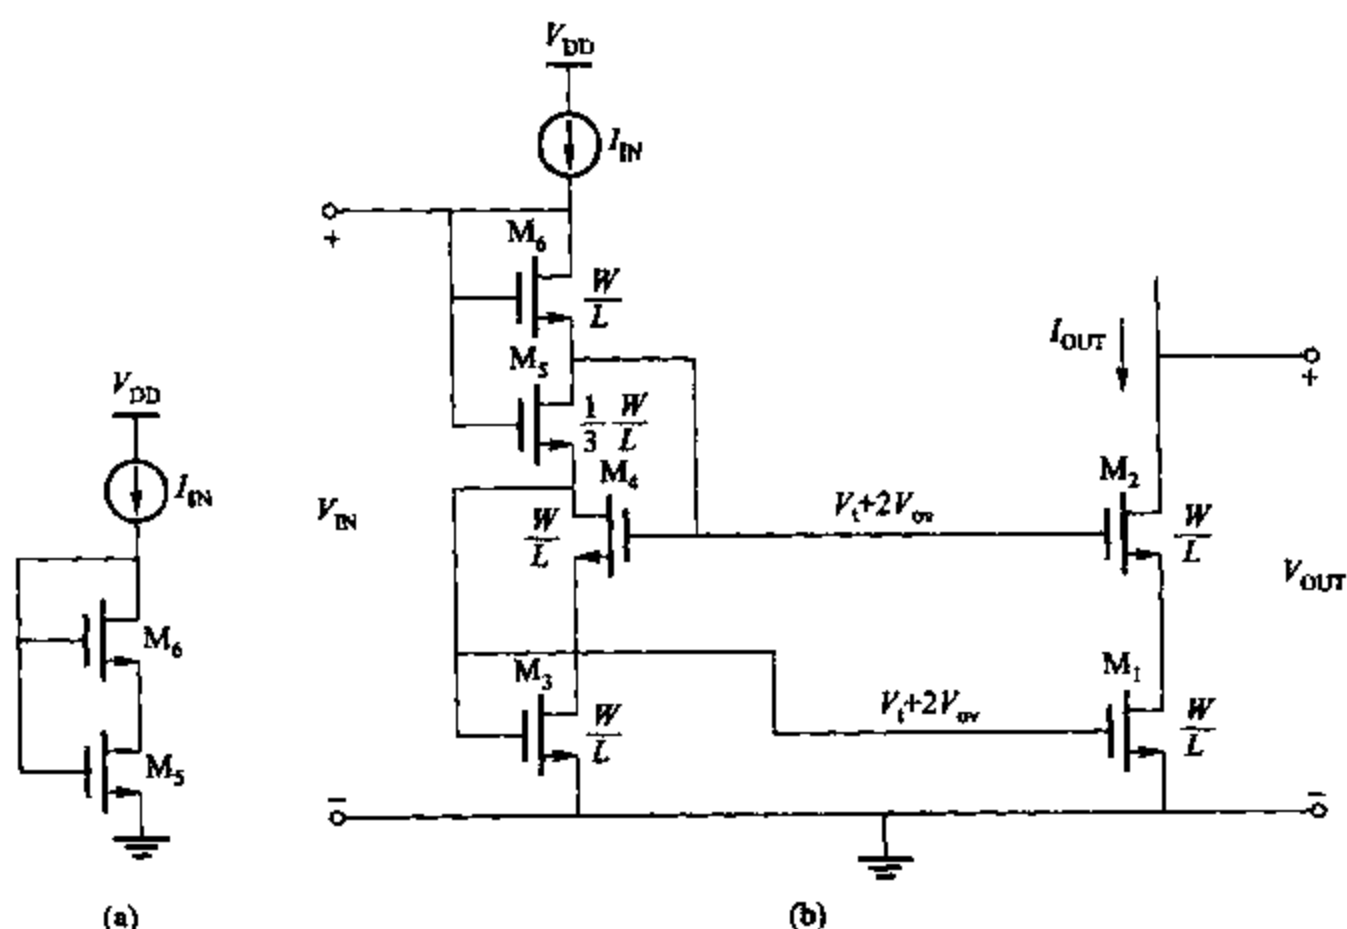 V_DD
I_IN
M_6
M_5
(a)
V_DD
I_IN
+
M_6
W/L
M_5
1/3 W/L
M_4
W/L
V_IN
M_3
W/L
−
V_t+2V_ov
V_t+2V_ov
I_OUT
+
M_2
W/L
V_OUT
M_1
W/L
−
(b)